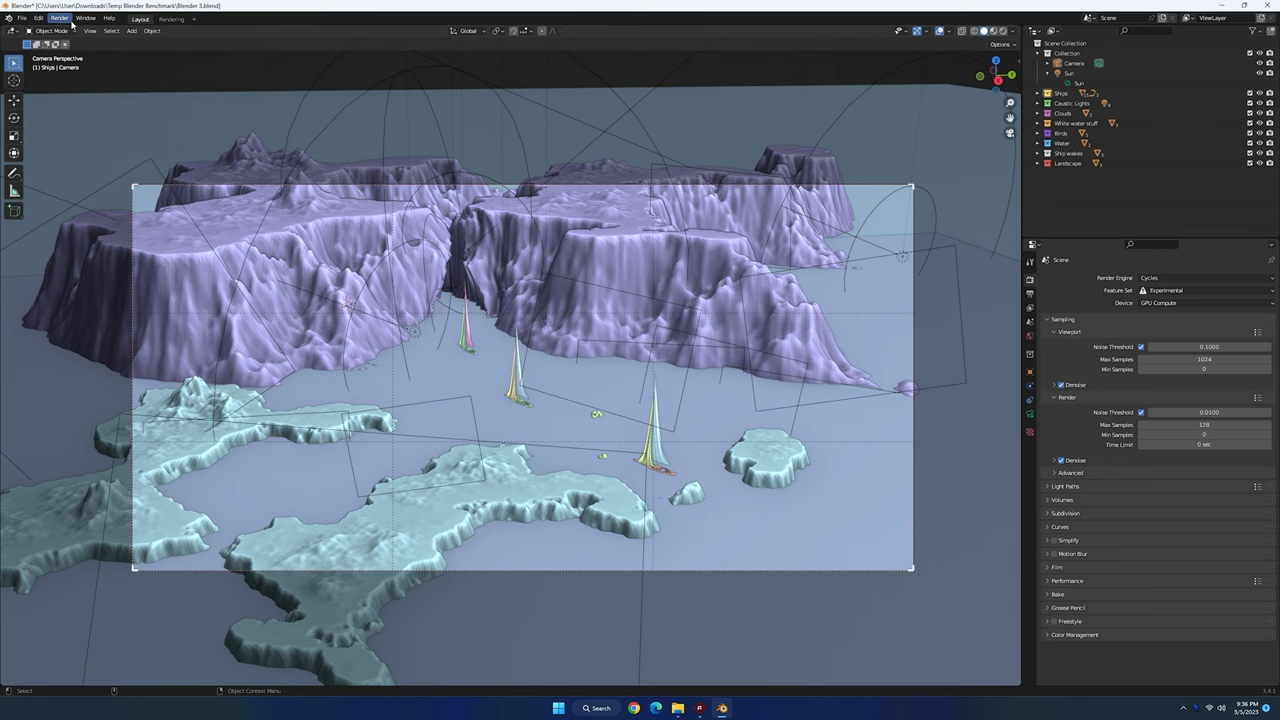 Blender* [C:\Users\User\Downloads\Temp Blender Benchmark\Blender 3.blend]
File Edit Render Window Help Layout Rendering +
Scene ViewLayer
Object Mode View Select Add Object
Global
Options
Camera Perspective
(1) Ships | Camera
Z
Y
X
Scene Collection
Collection
Camera
Sun
Sun
Ships
Caustic Lights
Clouds
White water stuff
Birds
Water
Ship wakes
Landscape
Scene
Render Engine Cycles
Feature Set Experimental
Device GPU Compute
Sampling
Viewport
Noise Threshold 0.1000
Max Samples 1024
Min Samples 0
Denoise
Render
Noise Threshold 0.0100
Max Samples 128
Min Samples 0
Time Limit 0 sec
Denoise
Advanced
Light Paths
Volumes
Subdivision
Curves
Simplify
Motion Blur
Film
Performance
Bake
Grease Pencil
Freestyle
Color Management
Select Object Context Menu 3.4.1
Search
9:36 PM
3/5/2023